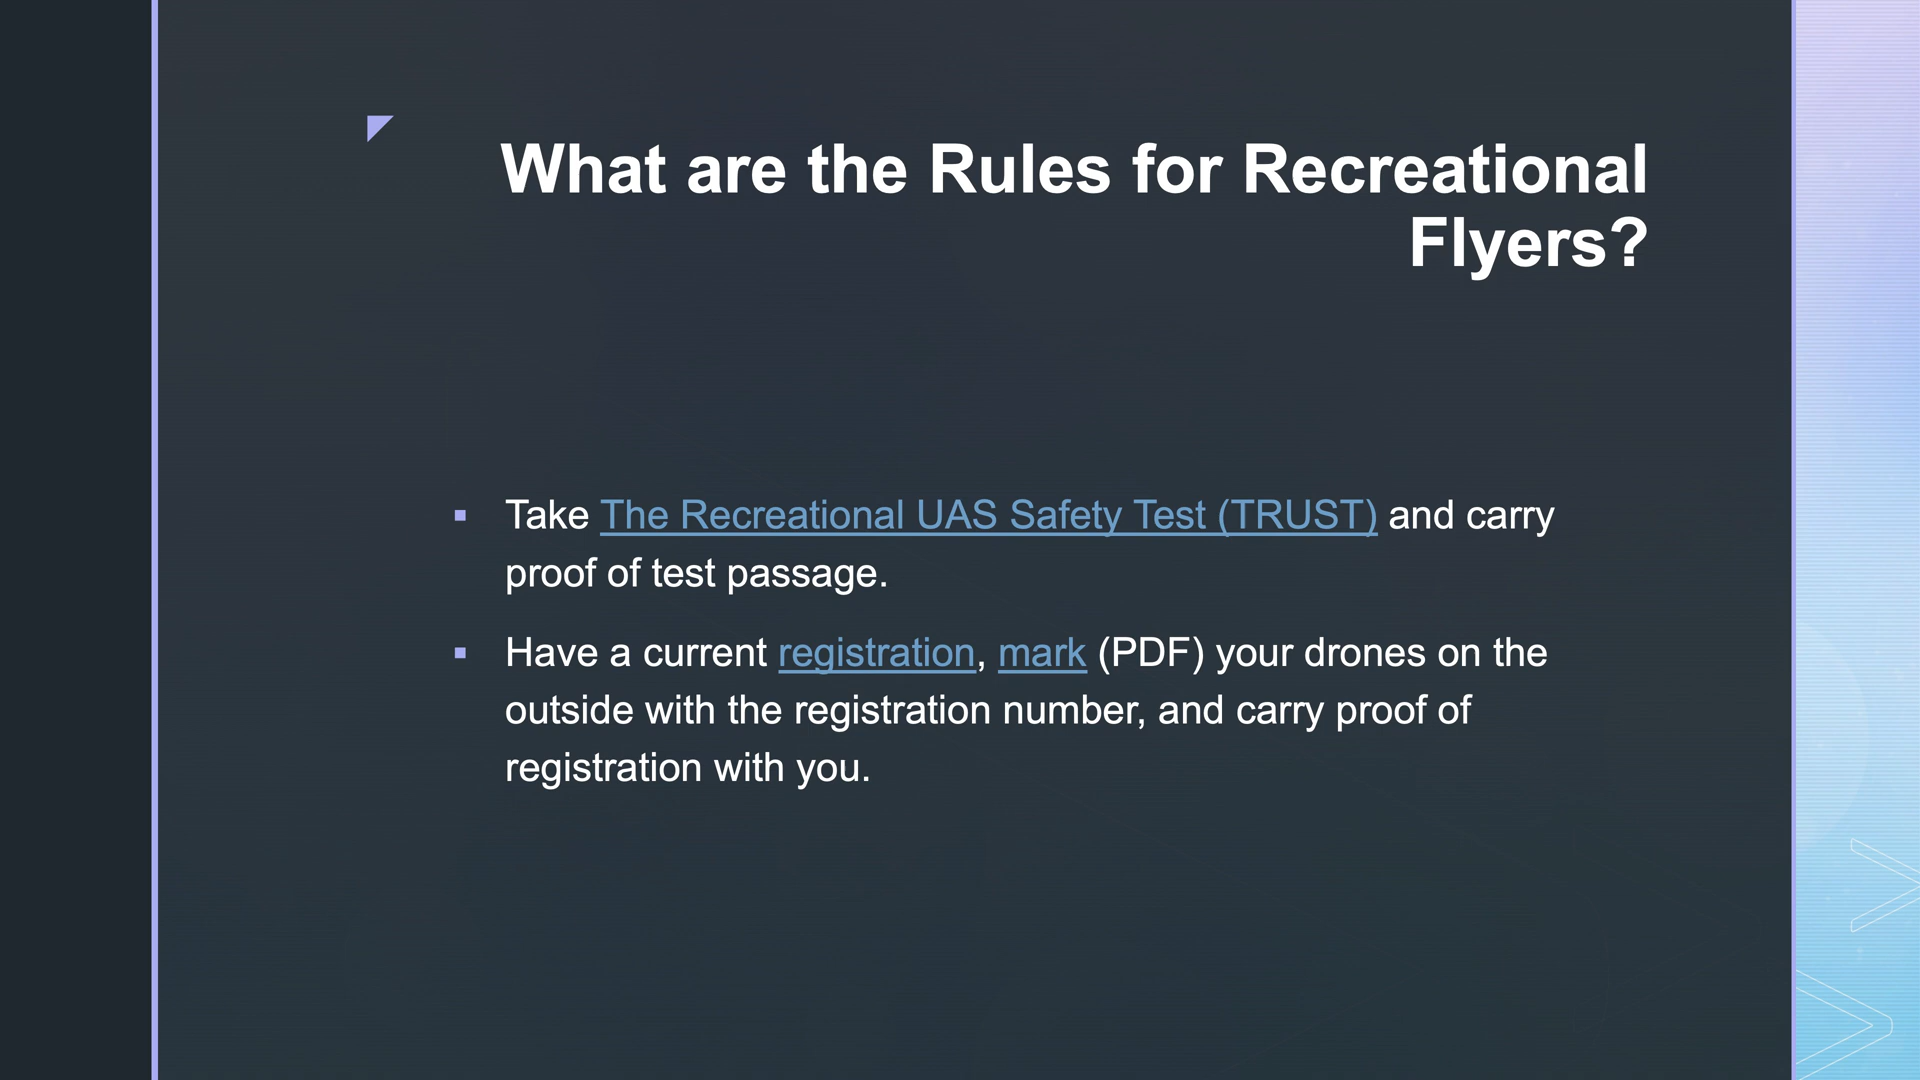 What are the Rules for Recreational
Flyers?
▪ Take The Recreational UAS Safety Test (TRUST) and carry
proof of test passage.
▪ Have a current registration, mark (PDF) your drones on the
outside with the registration number, and carry proof of
registration with you.